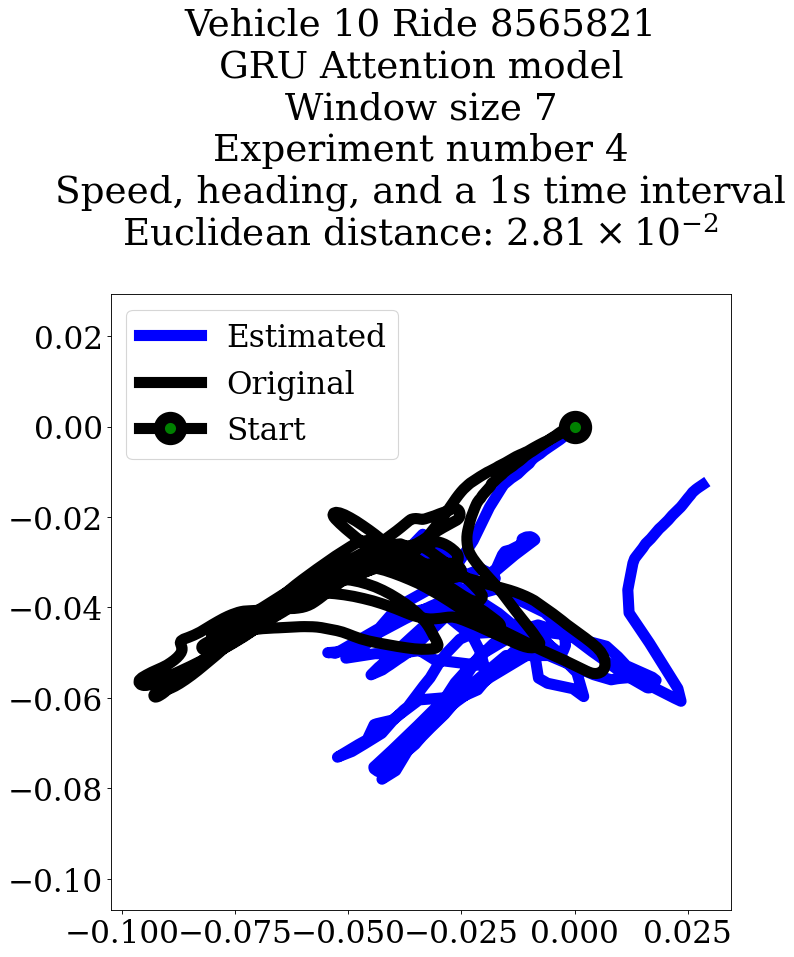 Vehicle 10 Ride 8565821
GRU Attention model
Window size 7
Experiment number 4
Speed, heading, and a 1s time interval
Euclidean distance: 2.81 × 10⁻²
Estimated
Original
Start
0.02
0.00
−0.02
−0.04
−0.06
−0.08
−0.10
−0.100 −0.075 −0.050 −0.025 0.000 0.025